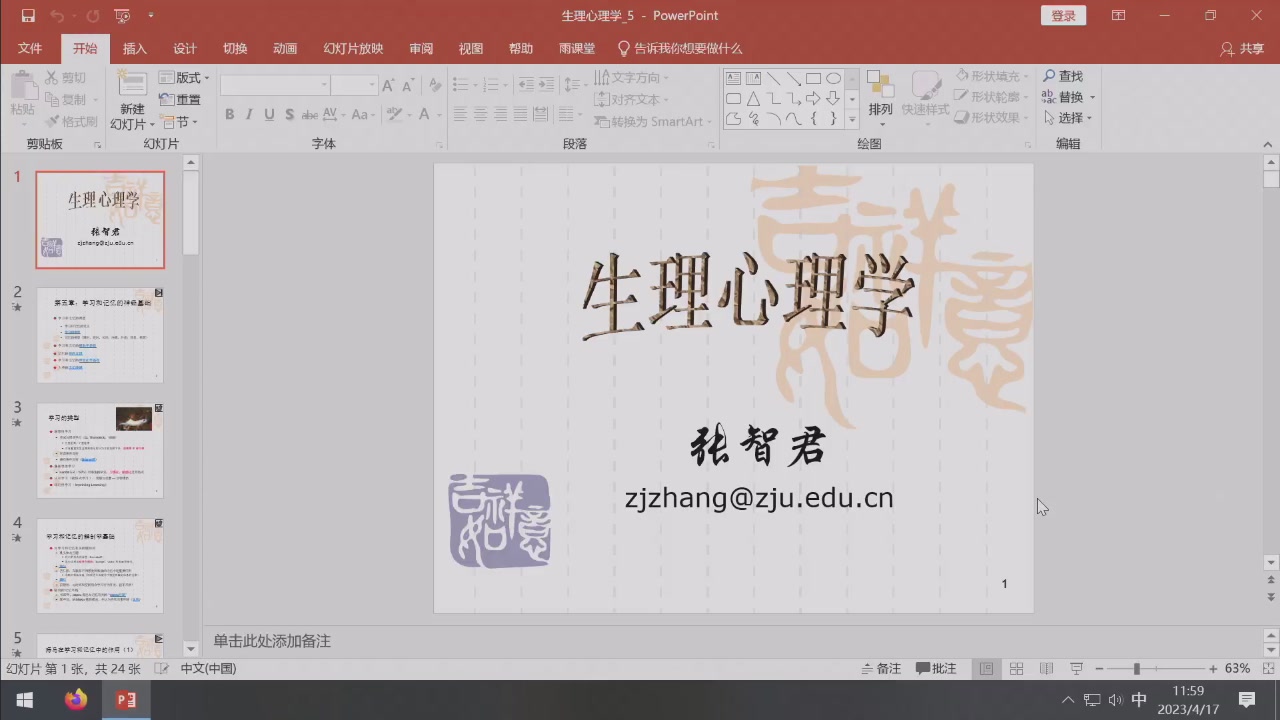 生理心理学_5 - PowerPoint
登录
文件 开始 插入 设计 切换 动画 幻灯片放映 审阅 视图 帮助 雨课堂 告诉我你想要做什么 共享
粘贴 剪切 复制 格式刷 剪贴板
新建幻灯片 版式 重置 节 幻灯片
B I U S abc AV Aa A 字体
文字方向 对齐文本 转换为 SmartArt 段落
排列 快速样式 形状填充 形状轮廓 形状效果 绘图
查找 替换 选择 编辑
1
生理心理学
张智君
zjzhang@zju.edu.cn
2
第五章：学习和记忆的神经基础
3
学习的类型
4
学习和记忆的解剖学基础
5
海马在学习和记忆中的作用（1）
吉祥如意
生理心理学
张智君
zjzhang@zju.edu.cn
吉祥如意
1
单击此处添加备注
幻灯片 第 1 张，共 24 张 中文(中国) 备注 批注 63%
中 11:59
2023/4/17